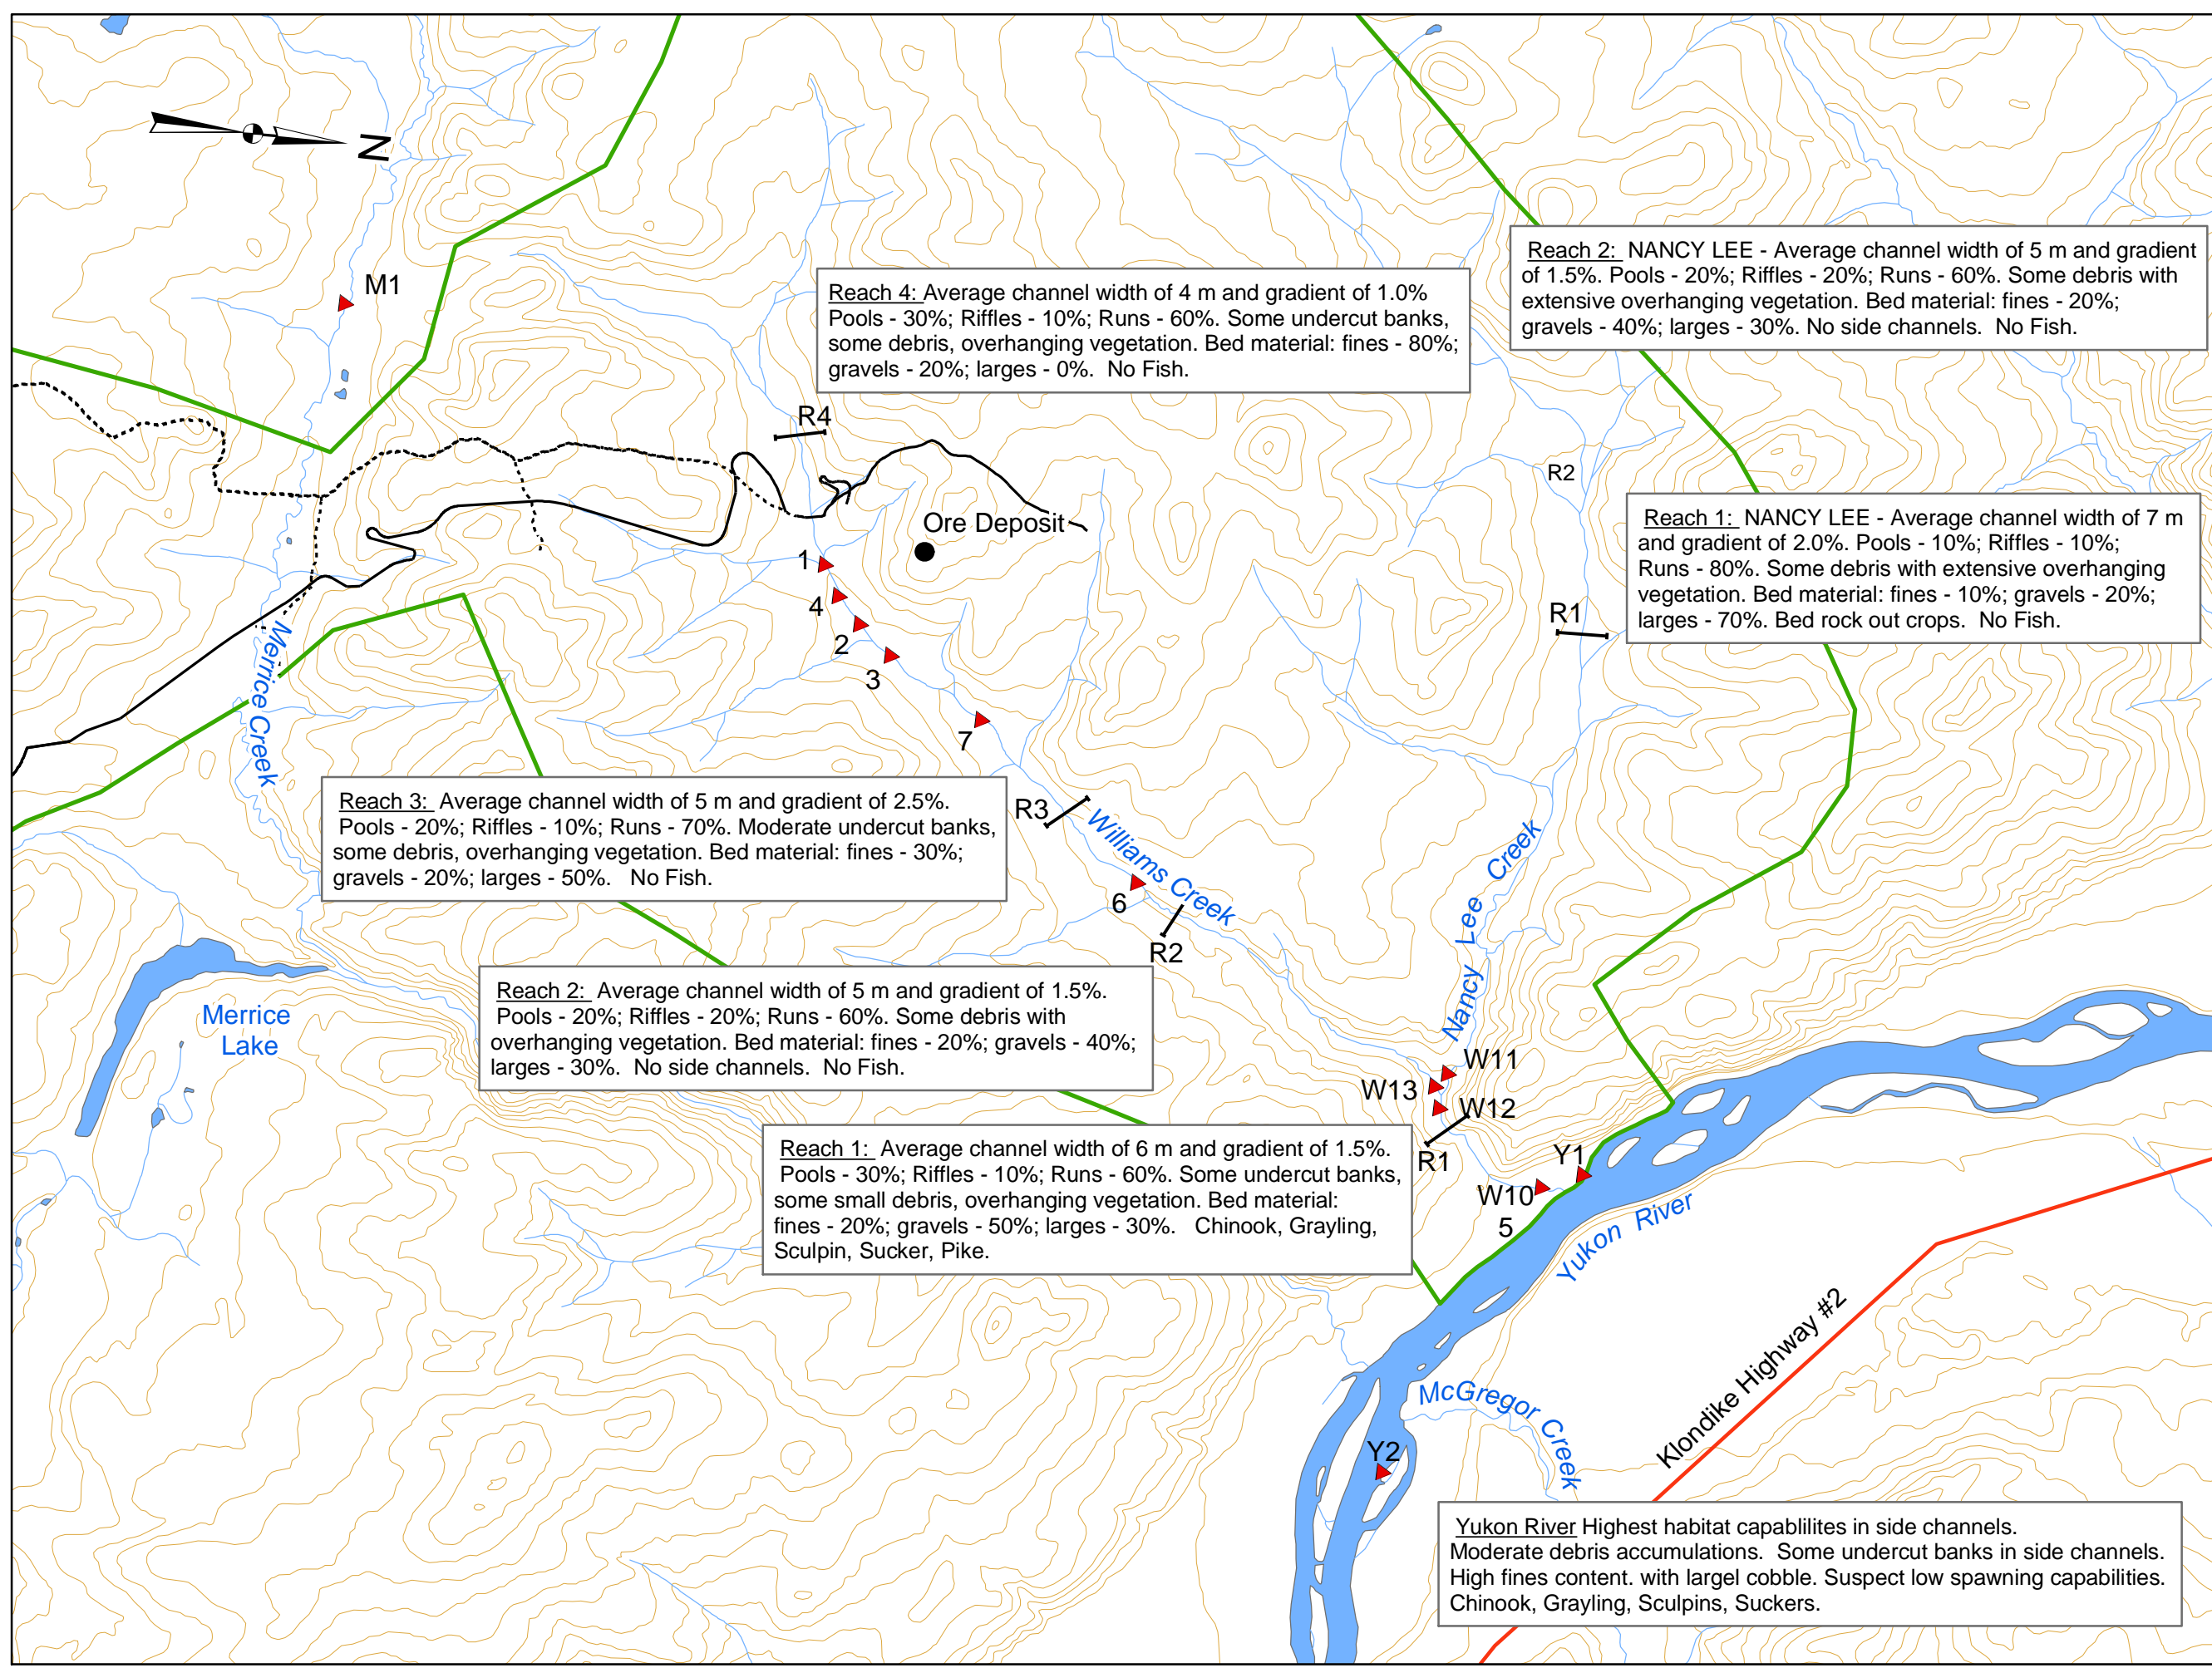 N
M1
Reach 2: NANCY LEE - Average channel width of 5 m and gradient
of 1.5%. Pools - 20%; Riffles - 20%; Runs - 60%. Some debris with
extensive overhanging vegetation. Bed material: fines - 20%;
gravels - 40%; larges - 30%. No side channels. No Fish.
Reach 4: Average channel width of 4 m and gradient of 1.0%
Pools - 30%; Riffles - 10%; Runs - 60%. Some undercut banks,
some debris, overhanging vegetation. Bed material: fines - 80%;
gravels - 20%; larges - 0%. No Fish.
R4
R2
Reach 1: NANCY LEE - Average channel width of 7 m
and gradient of 2.0%. Pools - 10%; Riffles - 10%;
Runs - 80%. Some debris with extensive overhanging
vegetation. Bed material: fines - 10%; gravels - 20%;
larges - 70%. Bed rock out crops. No Fish.
Ore Deposit
1
4
2
3
R1
Merrice Creek
7
Reach 3: Average channel width of 5 m and gradient of 2.5%.
Pools - 20%; Riffles - 10%; Runs - 70%. Moderate undercut banks,
some debris, overhanging vegetation. Bed material: fines - 30%;
gravels - 20%; larges - 50%. No Fish.
R3
Williams Creek
6
R2
Nancy Lee Creek
Merrice
Lake
Reach 2: Average channel width of 5 m and gradient of 1.5%.
Pools - 20%; Riffles - 20%; Runs - 60%. Some debris with
overhanging vegetation. Bed material: fines - 20%; gravels - 40%;
larges - 30%. No side channels. No Fish.
W11
W13
W12
R1
Reach 1: Average channel width of 6 m and gradient of 1.5%.
Pools - 30%; Riffles - 10%; Runs - 60%. Some undercut banks,
some small debris, overhanging vegetation. Bed material:
fines - 20%; gravels - 50%; larges - 30%. Chinook, Grayling,
Sculpin, Sucker, Pike.
Y1
W10
5
Yukon River
Klondike Highway #2
McGregor Creek
Y2
Yukon River Highest habitat capablilites in side channels.
Moderate debris accumulations. Some undercut banks in side channels.
High fines content. with largel cobble. Suspect low spawning capabilities.
Chinook, Grayling, Sculpins, Suckers.